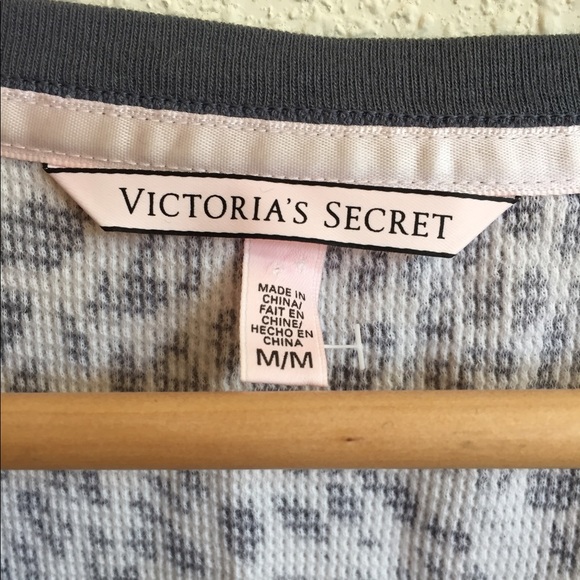 VICTORIA'S SECRET
MADE IN
CHINA/
FAIT EN
CHINE/
HECHO EN
CHINA
M/M